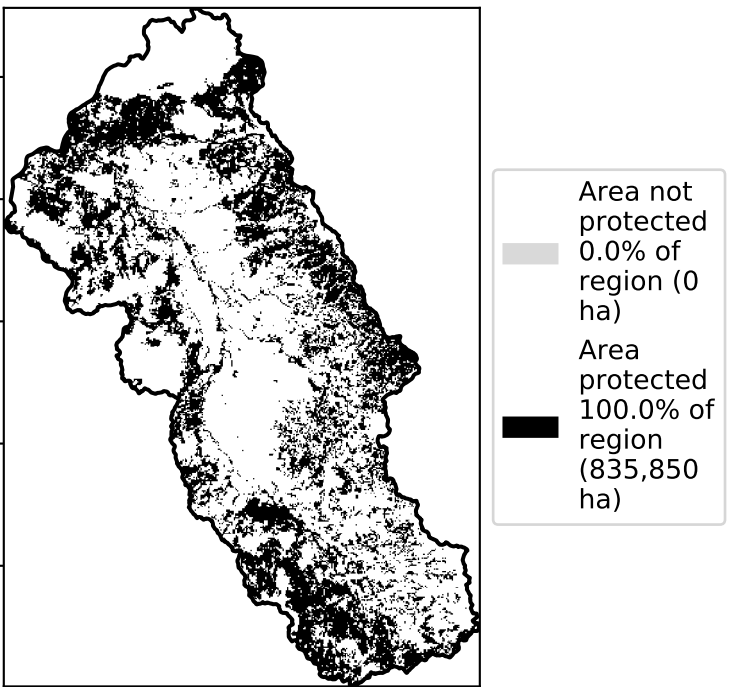 Area not
protected
0.0% of
region (0
ha)
Area
protected
100.0% of
region
(835,850
ha)